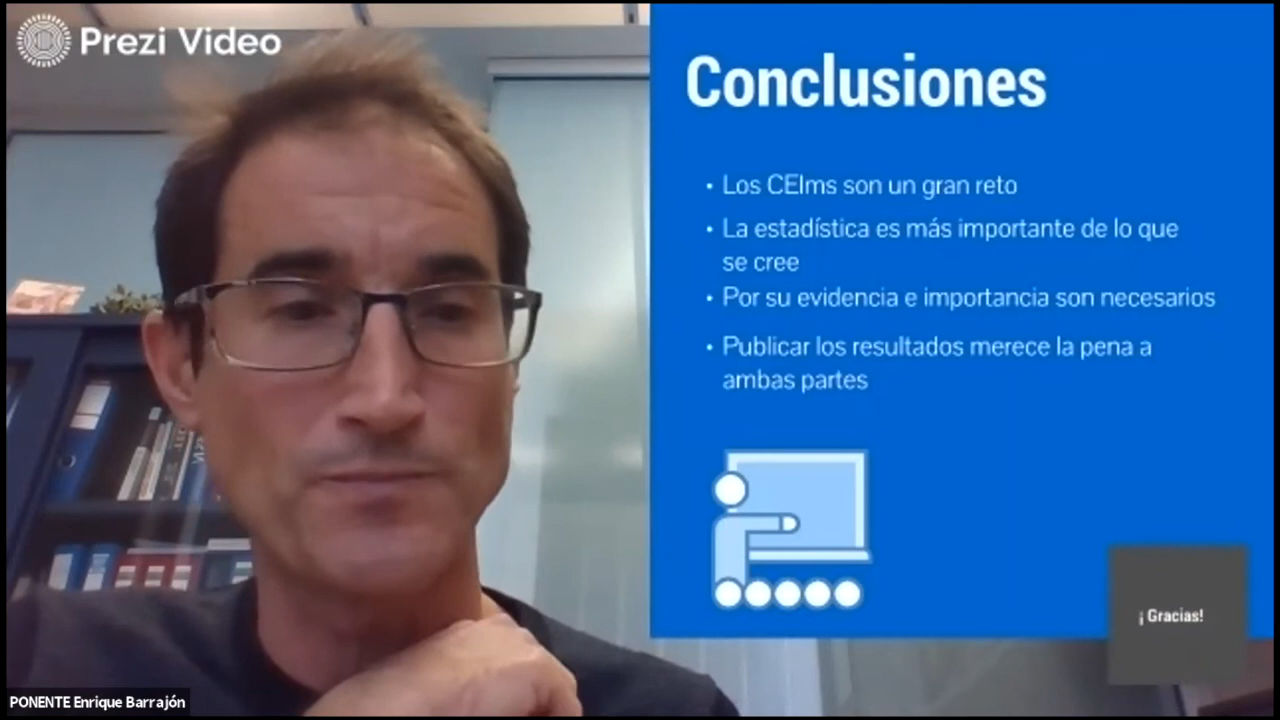 Prezi Video
Conclusiones
• Los CEIms son un gran reto
• La estadística es más importante de lo que
se cree
• Por su evidencia e importancia son necesarios
• Publicar los resultados merece la pena a
ambas partes
¡ Gracias!
PONENTE Enrique Barrajón